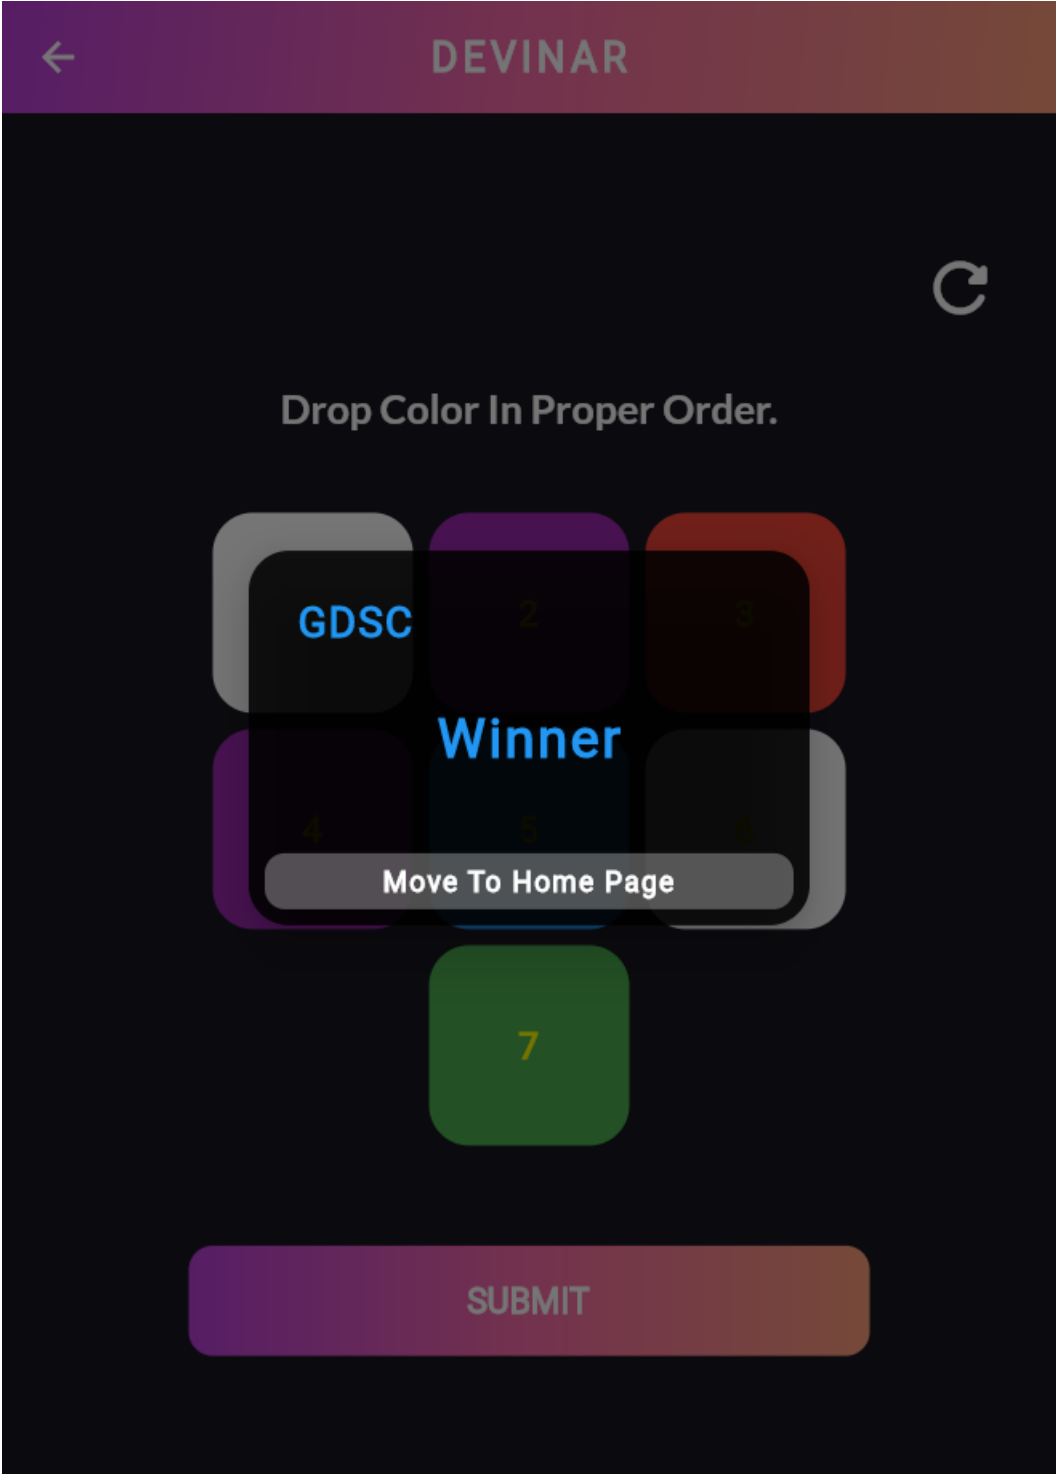 DEVINAR
Drop Color In Proper Order.
GDSC
2
3
Winner
4
5
Move To Home Page
7
SUBMIT